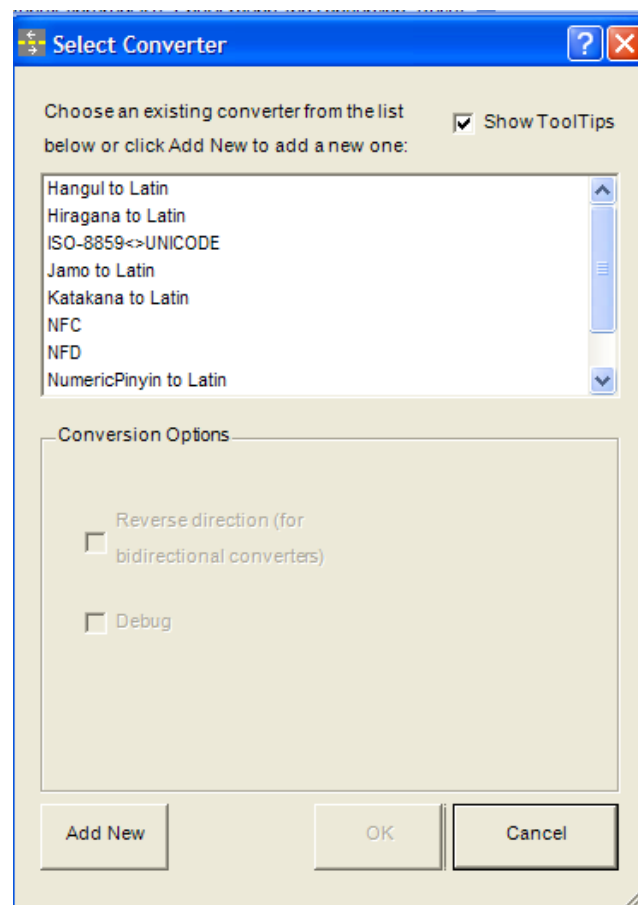 Select Converter
Choose an existing converter from the list
below or click Add New to add a new one:
Show ToolTips
Hangul to Latin
Hiragana to Latin
ISO-8859<>UNICODE
Jamo to Latin
Katakana to Latin
NFC
NFD
NumericPinyin to Latin
Conversion Options
Reverse direction (for
bidirectional converters)
Debug
Add New
OK
Cancel